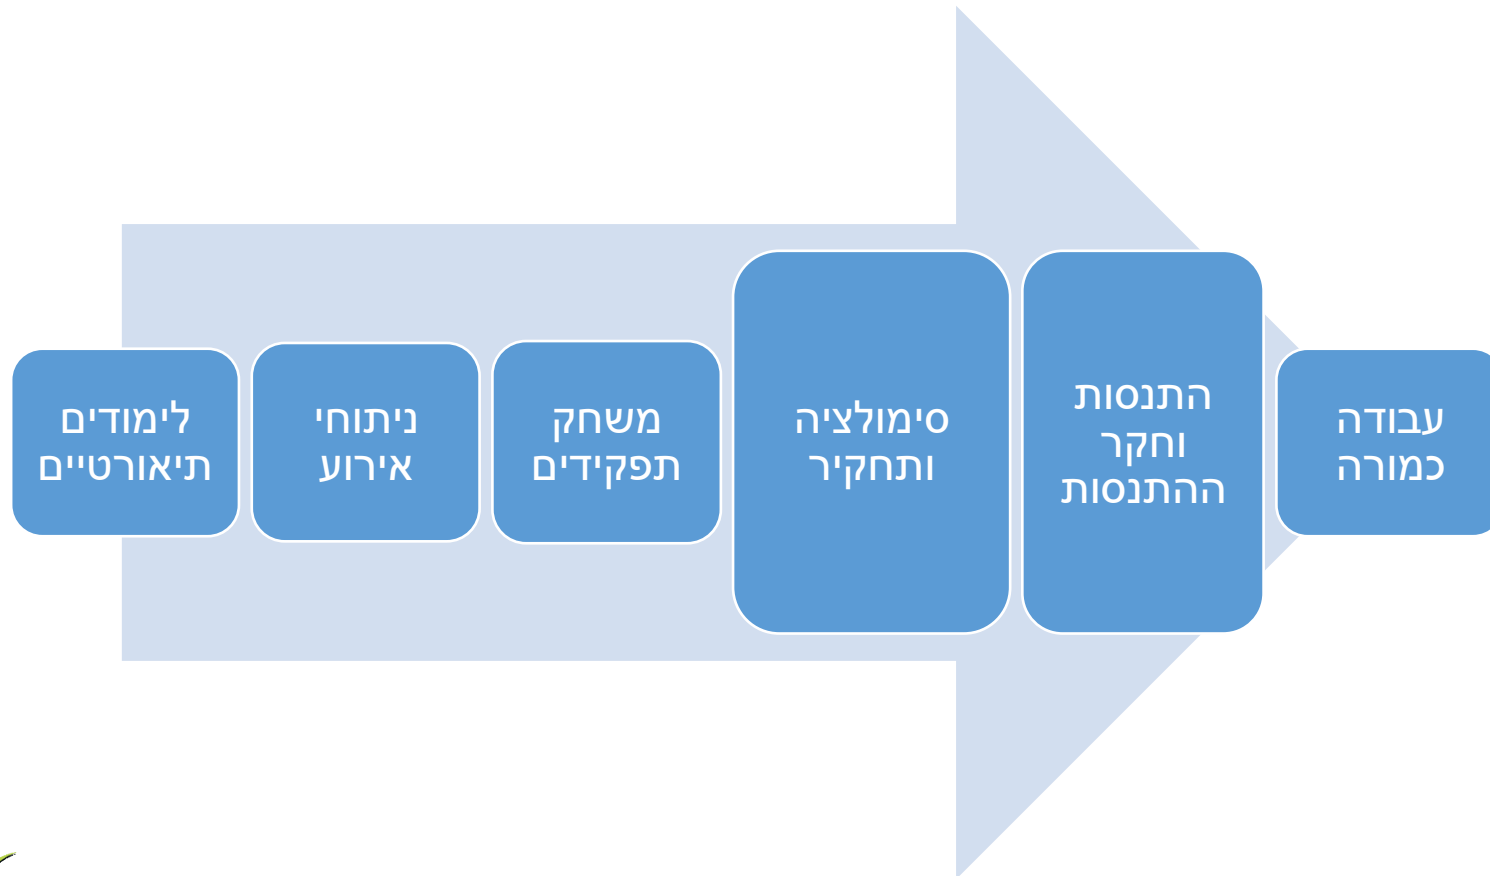 לימודים
תיאורטיים
ניתוחי
אירוע
משחק
תפקידים
סימולציה
ותחקיר
התנסות
וחקר
ההתנסות
עבודה
כמורה